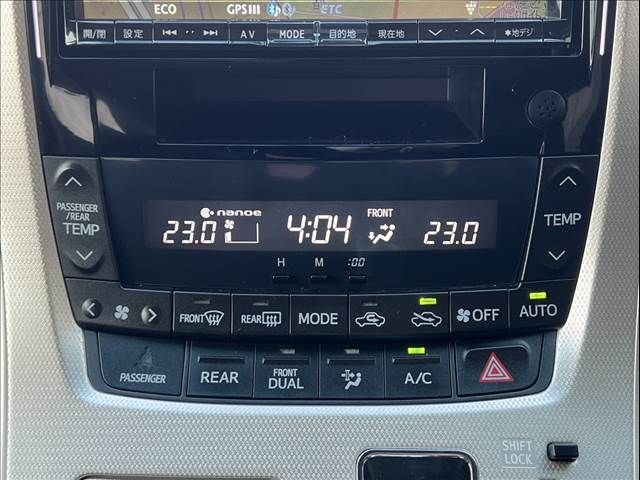 ECO GPS ETC
開/閉 設定 AV MODE 目的地 現在地 *地デジ
PASSENGER
/REAR
TEMP
nanoe
23.0
4:04
FRONT
23.0
TEMP
H M :00
FRONT REAR MODE OFF AUTO
PASSENGER REAR FRONT
DUAL A/C
SHIFT
LOCK